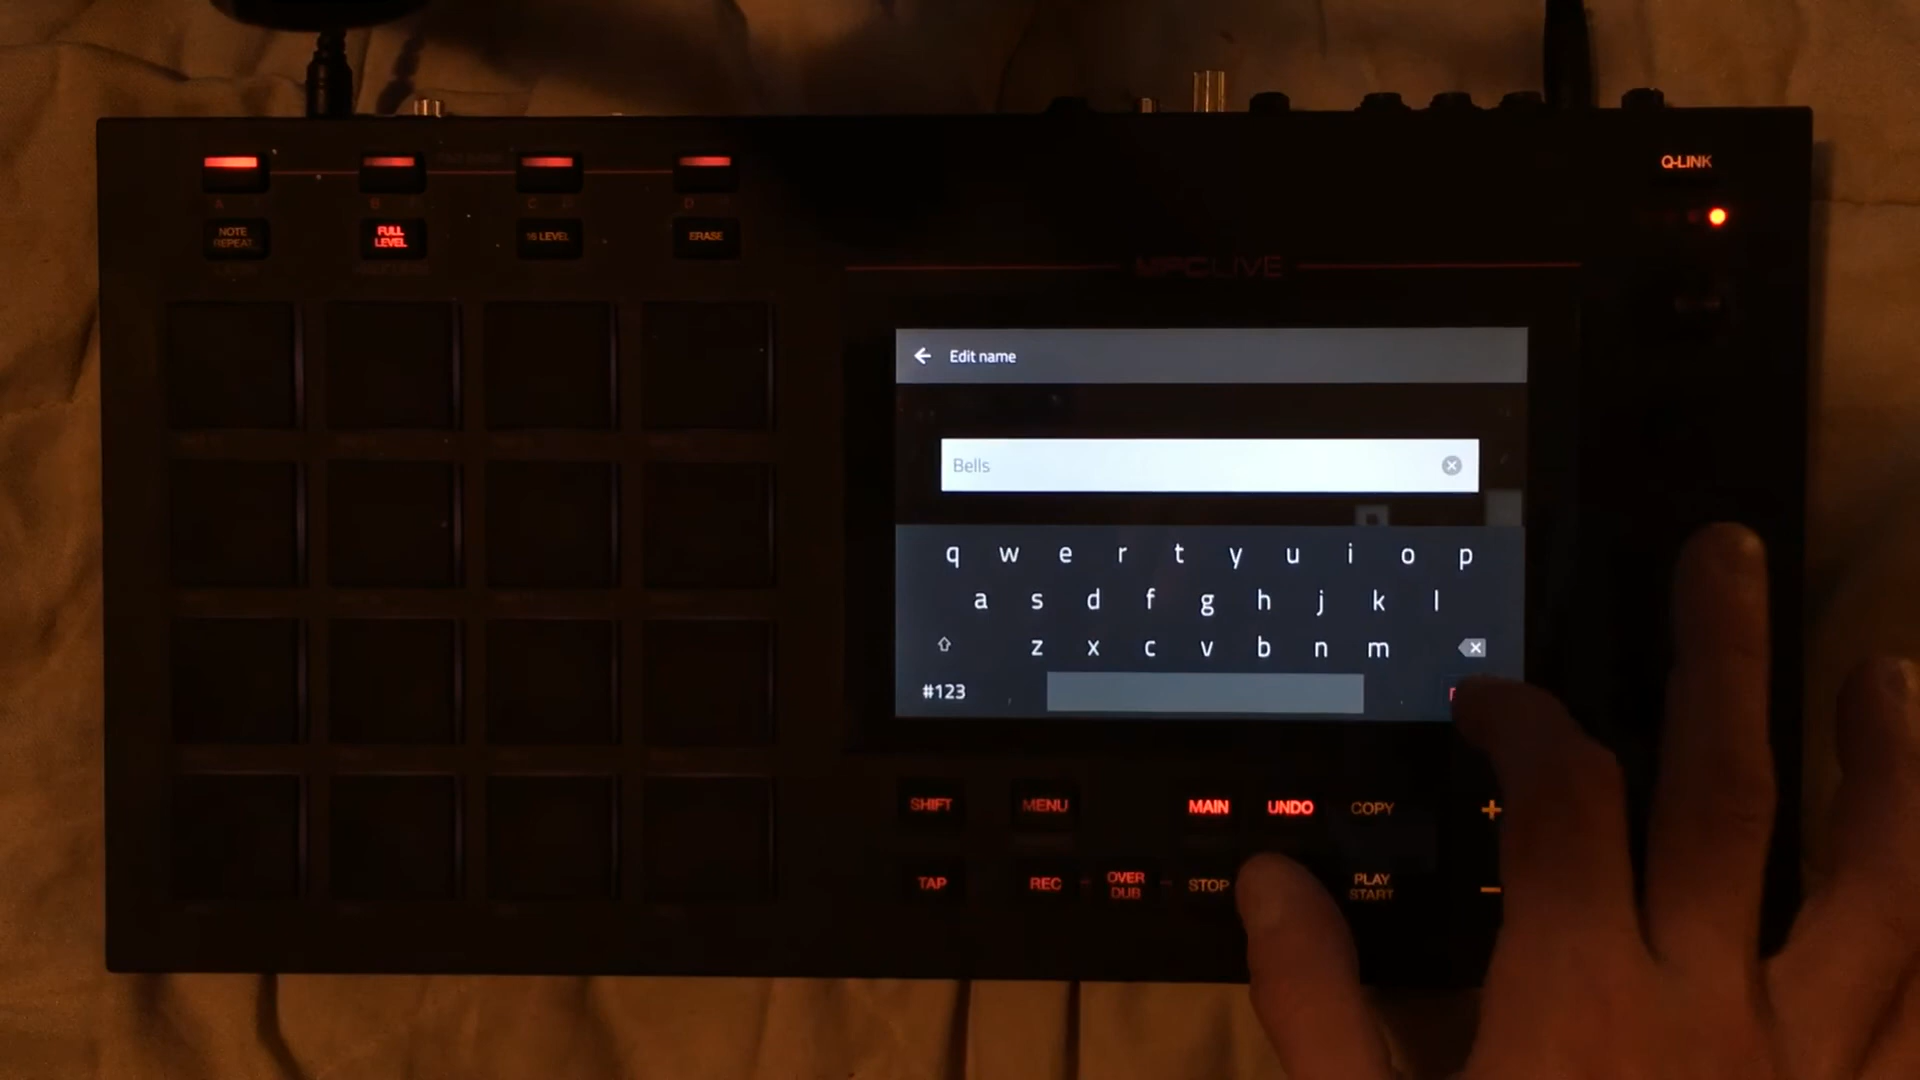 Q-LINK
A
B
C
D
NOTE
REPEAT
FULL
LEVEL
16 LEVEL
ERASE
MPC LIVE
Edit name
Bells
q w e r t y u i o p
a s d f g h j k l
z x c v b n m
#123
SHIFT
MENU
MAIN
UNDO
COPY
+
TAP
REC
OVER
DUB
STOP
PLAY
START
-